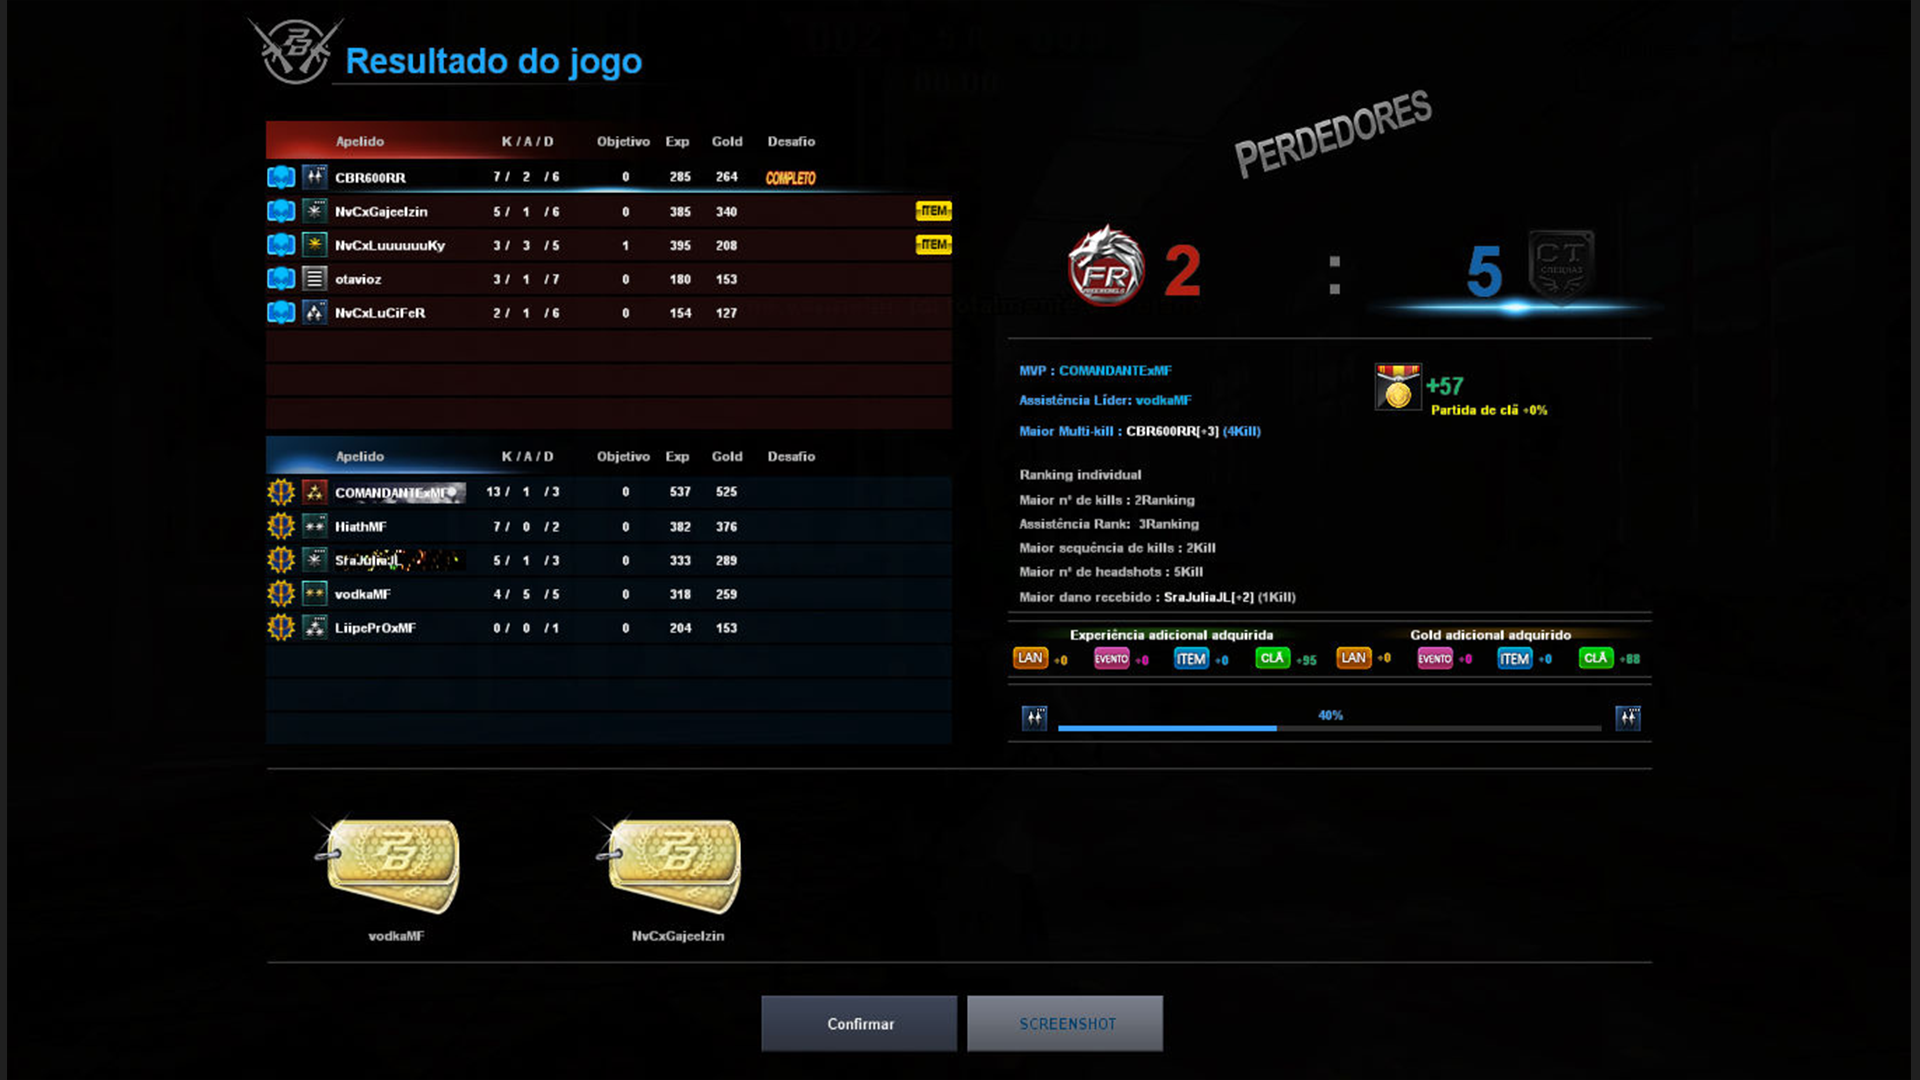 Resultado do jogo
Apelido K / A / D Objetivo Exp Gold Desafio
CBR600RR 7 / 2 / 6 0 285 264 COMPLETO
NvCxGajeelzin 5 / 1 / 6 0 385 340 ITEM
NvCxLuuuuuuKy 3 / 3 / 5 1 395 208 ITEM
otavioz 3 / 1 / 7 0 180 153
NvCxLuCiFeR 2 / 1 / 6 0 154 127
Apelido K / A / D Objetivo Exp Gold Desafio
COMANDANTExMF 13 / 1 / 3 0 537 525
HiathMF 7 / 0 / 2 0 382 376
SraJuliaJL 5 / 1 / 3 0 333 289
vodkaMF 4 / 5 / 5 0 318 259
LiipePrOxMF 0 / 0 / 1 0 204 153
PERDEDORES
FR 2 : 5 CT
MVP : COMANDANTExMF
Assistência Líder: vodkaMF
Maior Multi-kill : CBR600RR[+3] (4Kill)
+57
Partida de clã +0%
Ranking individual
Maior nº de kills : 2Ranking
Assistência Rank: 3Ranking
Maior sequência de kills : 2Kill
Maior nº de headshots : 5Kill
Maior dano recebido : SraJuliaJL[+2] (1Kill)
Experiência adicional adquirida
LAN +0 EVENTO +0 ITEM +0 CLÃ +95
Gold adicional adquirido
LAN +0 EVENTO +0 ITEM +0 CLÃ +88
40%
PB PB
vodkaMF NvCxGajeelzin
Confirmar SCREENSHOT